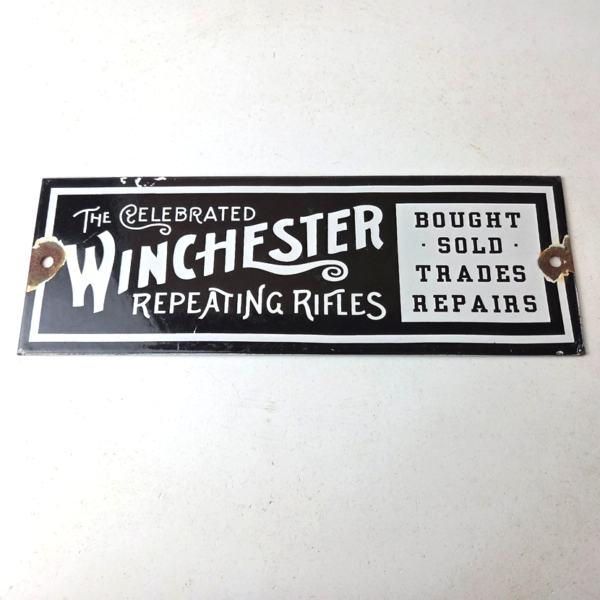 THE CELEBRATED
WINCHESTER
REPEATING RIFLES
BOUGHT
· SOLD ·
TRADES
REPAIRS